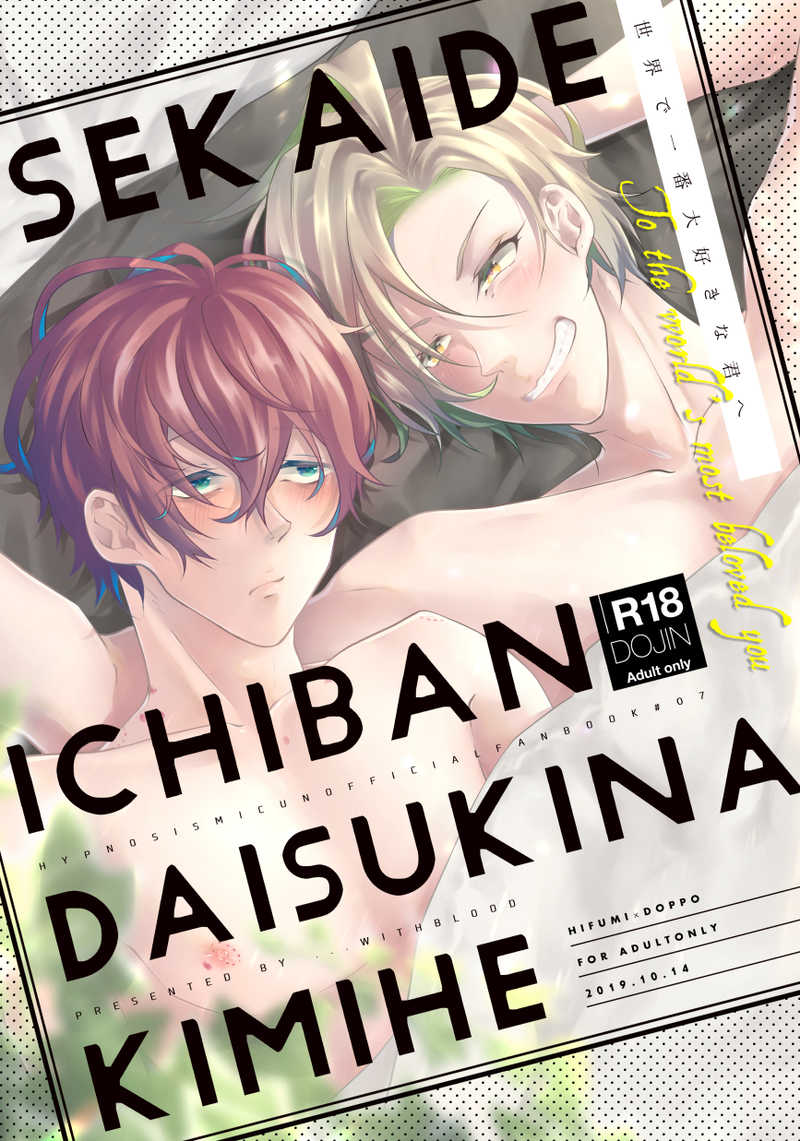 SEKAIDE
世界で一番大好きな君へ
To the world's most beloved you
R18
DOJIN
Adult only
ICHIBAN
HYPNOSISMICUNOFFICIALFANBOOK#07
DAISUKINA
PRESENTED BY ...WITHBLOOD
HIFUMI×DOPPO
FOR ADULTONLY
2019.10.14
KIMIHE